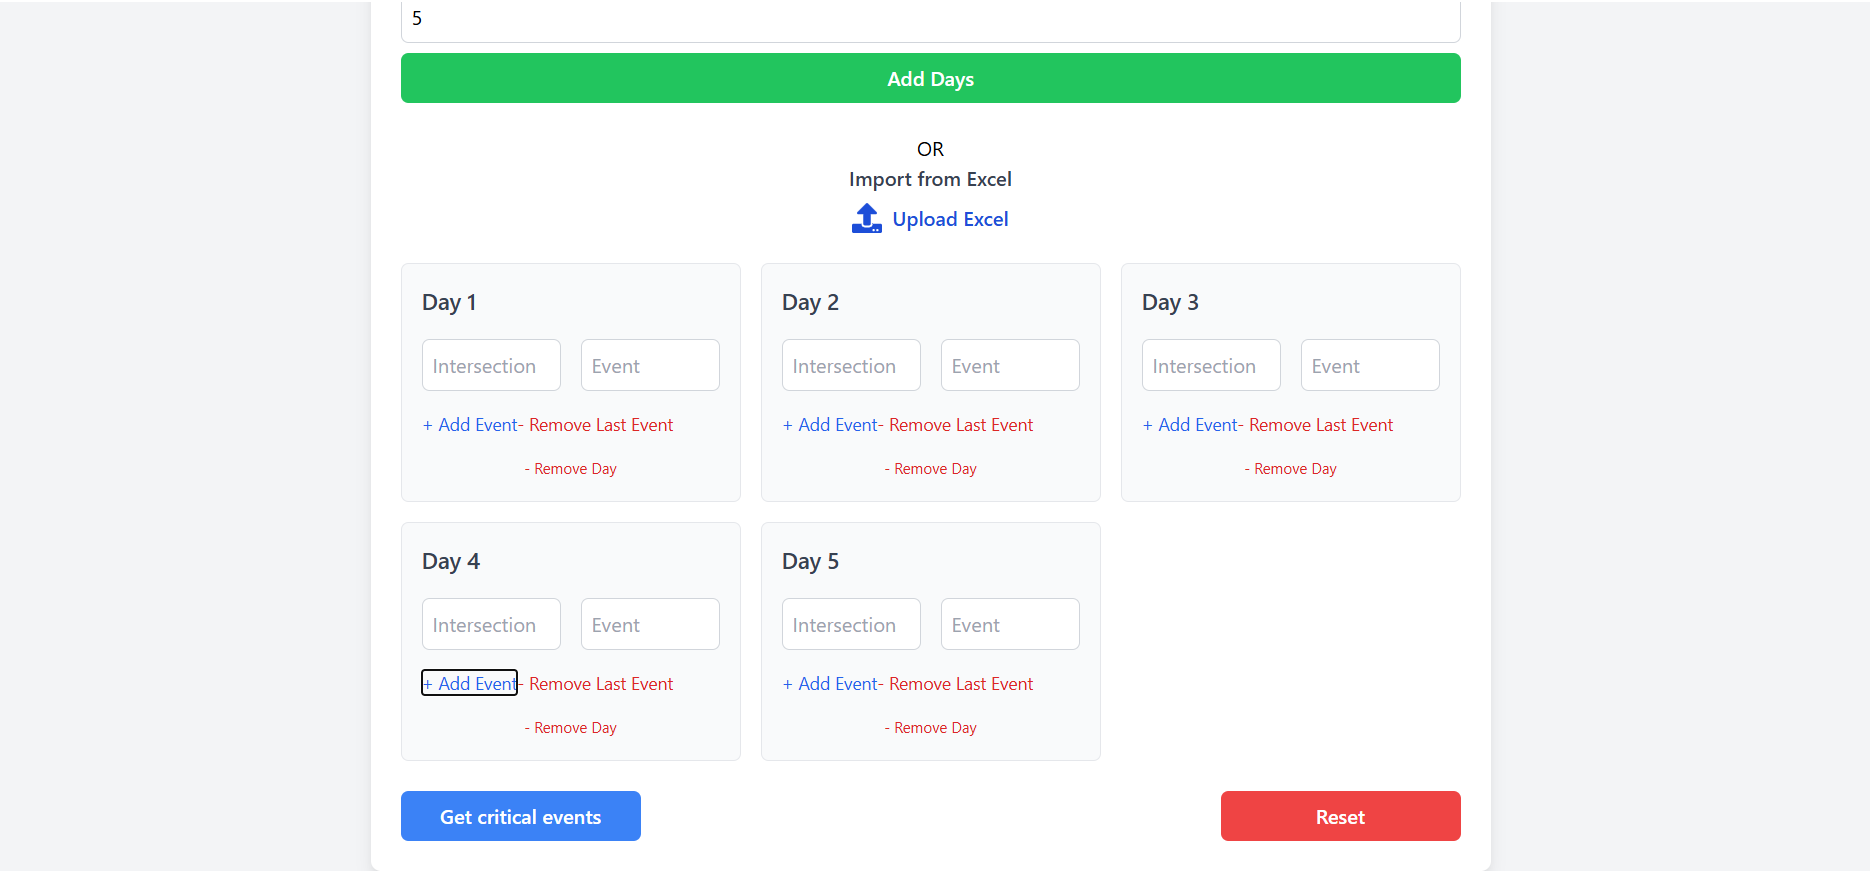 5
Add Days
OR
Import from Excel
Upload Excel
Day 1
Intersection Event
+ Add Event- Remove Last Event
- Remove Day
Day 2
Intersection Event
+ Add Event- Remove Last Event
- Remove Day
Day 3
Intersection Event
+ Add Event- Remove Last Event
- Remove Day
Day 4
Intersection Event
+ Add Event- Remove Last Event
- Remove Day
Day 5
Intersection Event
+ Add Event- Remove Last Event
- Remove Day
Get critical events
Reset